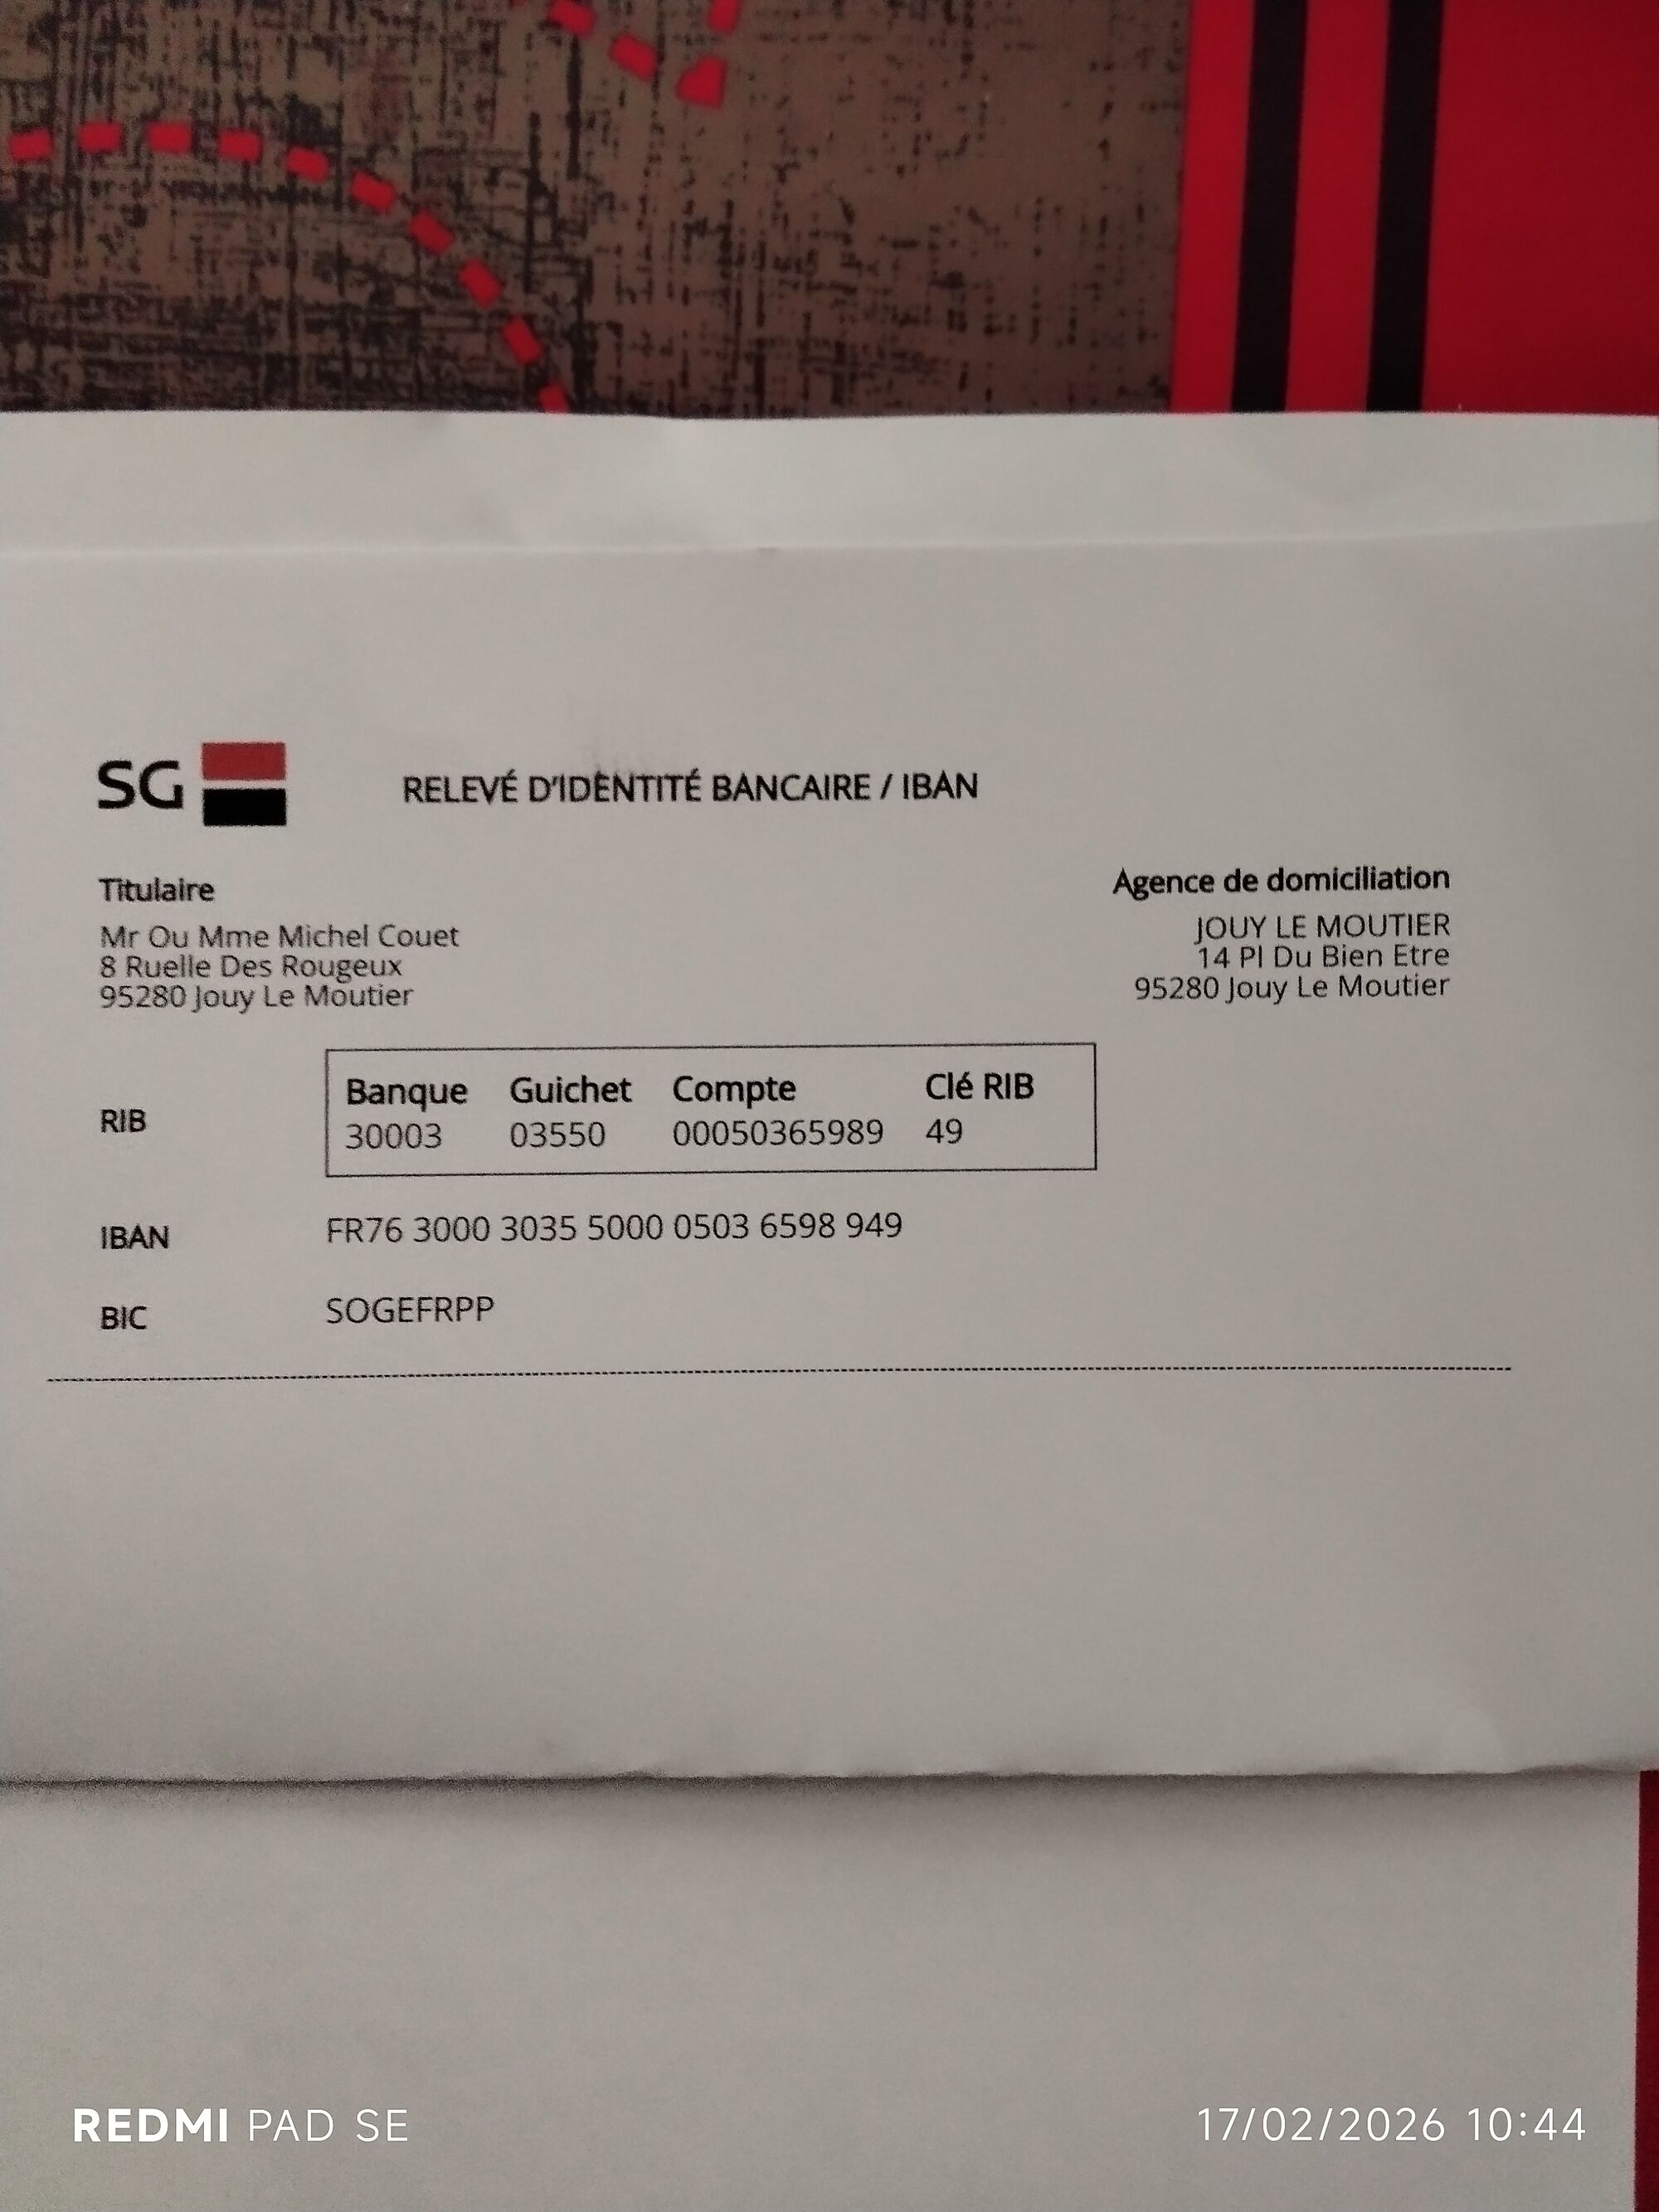 SG
RELEVÉ D'IDENTITÉ BANCAIRE / IBAN
Titulaire
Mr Ou Mme Michel Couet
8 Ruelle Des Rougeux
95280 Jouy Le Moutier
Agence de domiciliation
JOUY LE MOUTIER
14 Pl Du Bien Etre
95280 Jouy Le Moutier
RIB
Banque Guichet Compte Clé RIB
30003 03550 00050365989 49
IBAN FR76 3000 3035 5000 0503 6598 949
BIC SOGEFRPP
REDMI PAD SE
17/02/2026 10:44